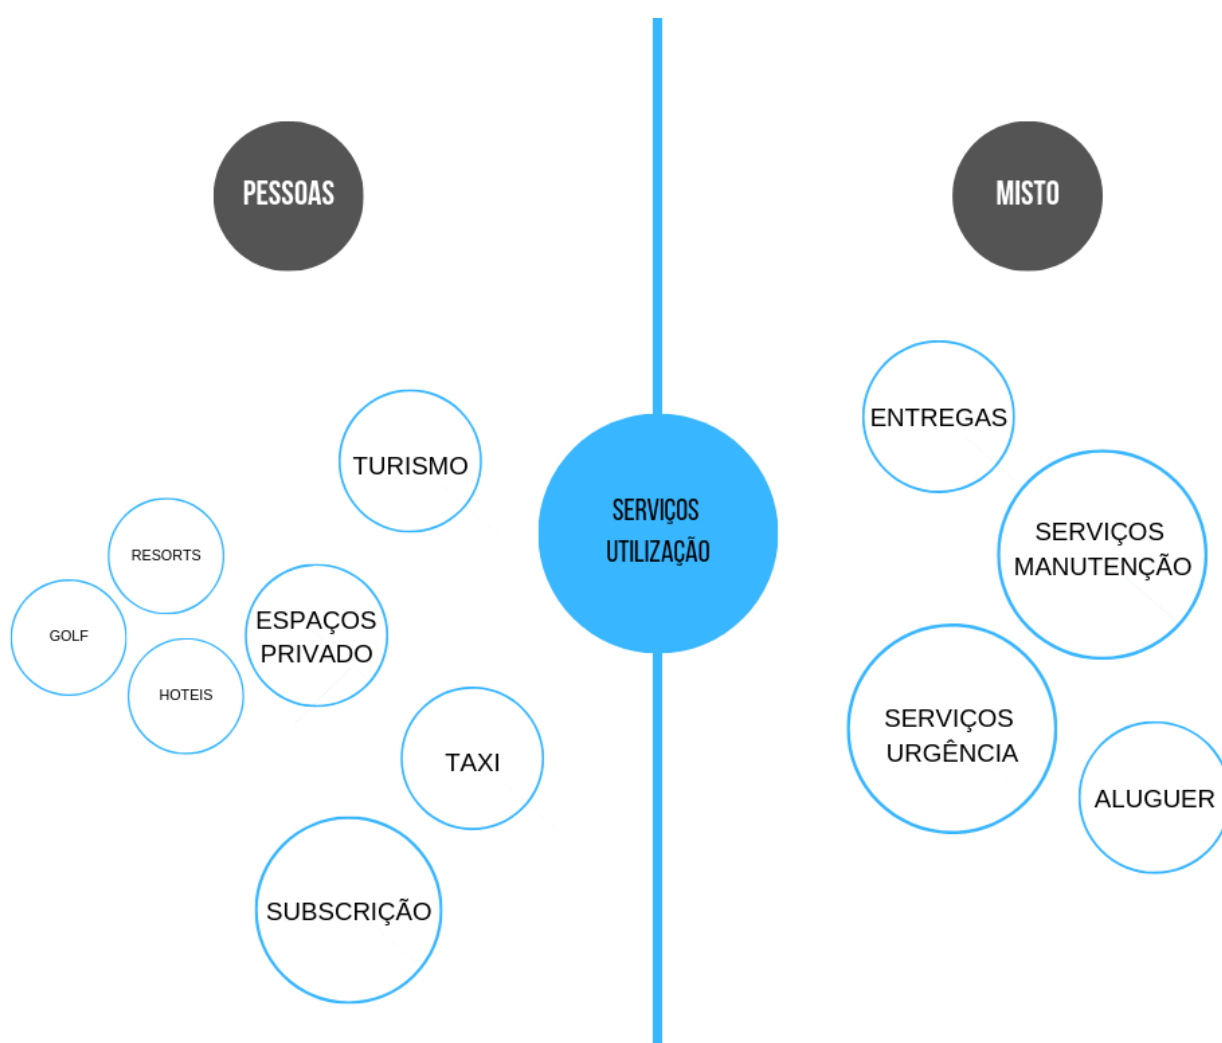 PESSOAS
MISTO
TURISMO
RESORTS
GOLF
HOTEIS
ESPAÇOS
PRIVADO
TAXI
SUBSCRIÇÃO
SERVIÇOS
UTILIZAÇÃO
ENTREGAS
SERVIÇOS
MANUTENÇÃO
SERVIÇOS
URGÊNCIA
ALUGUER